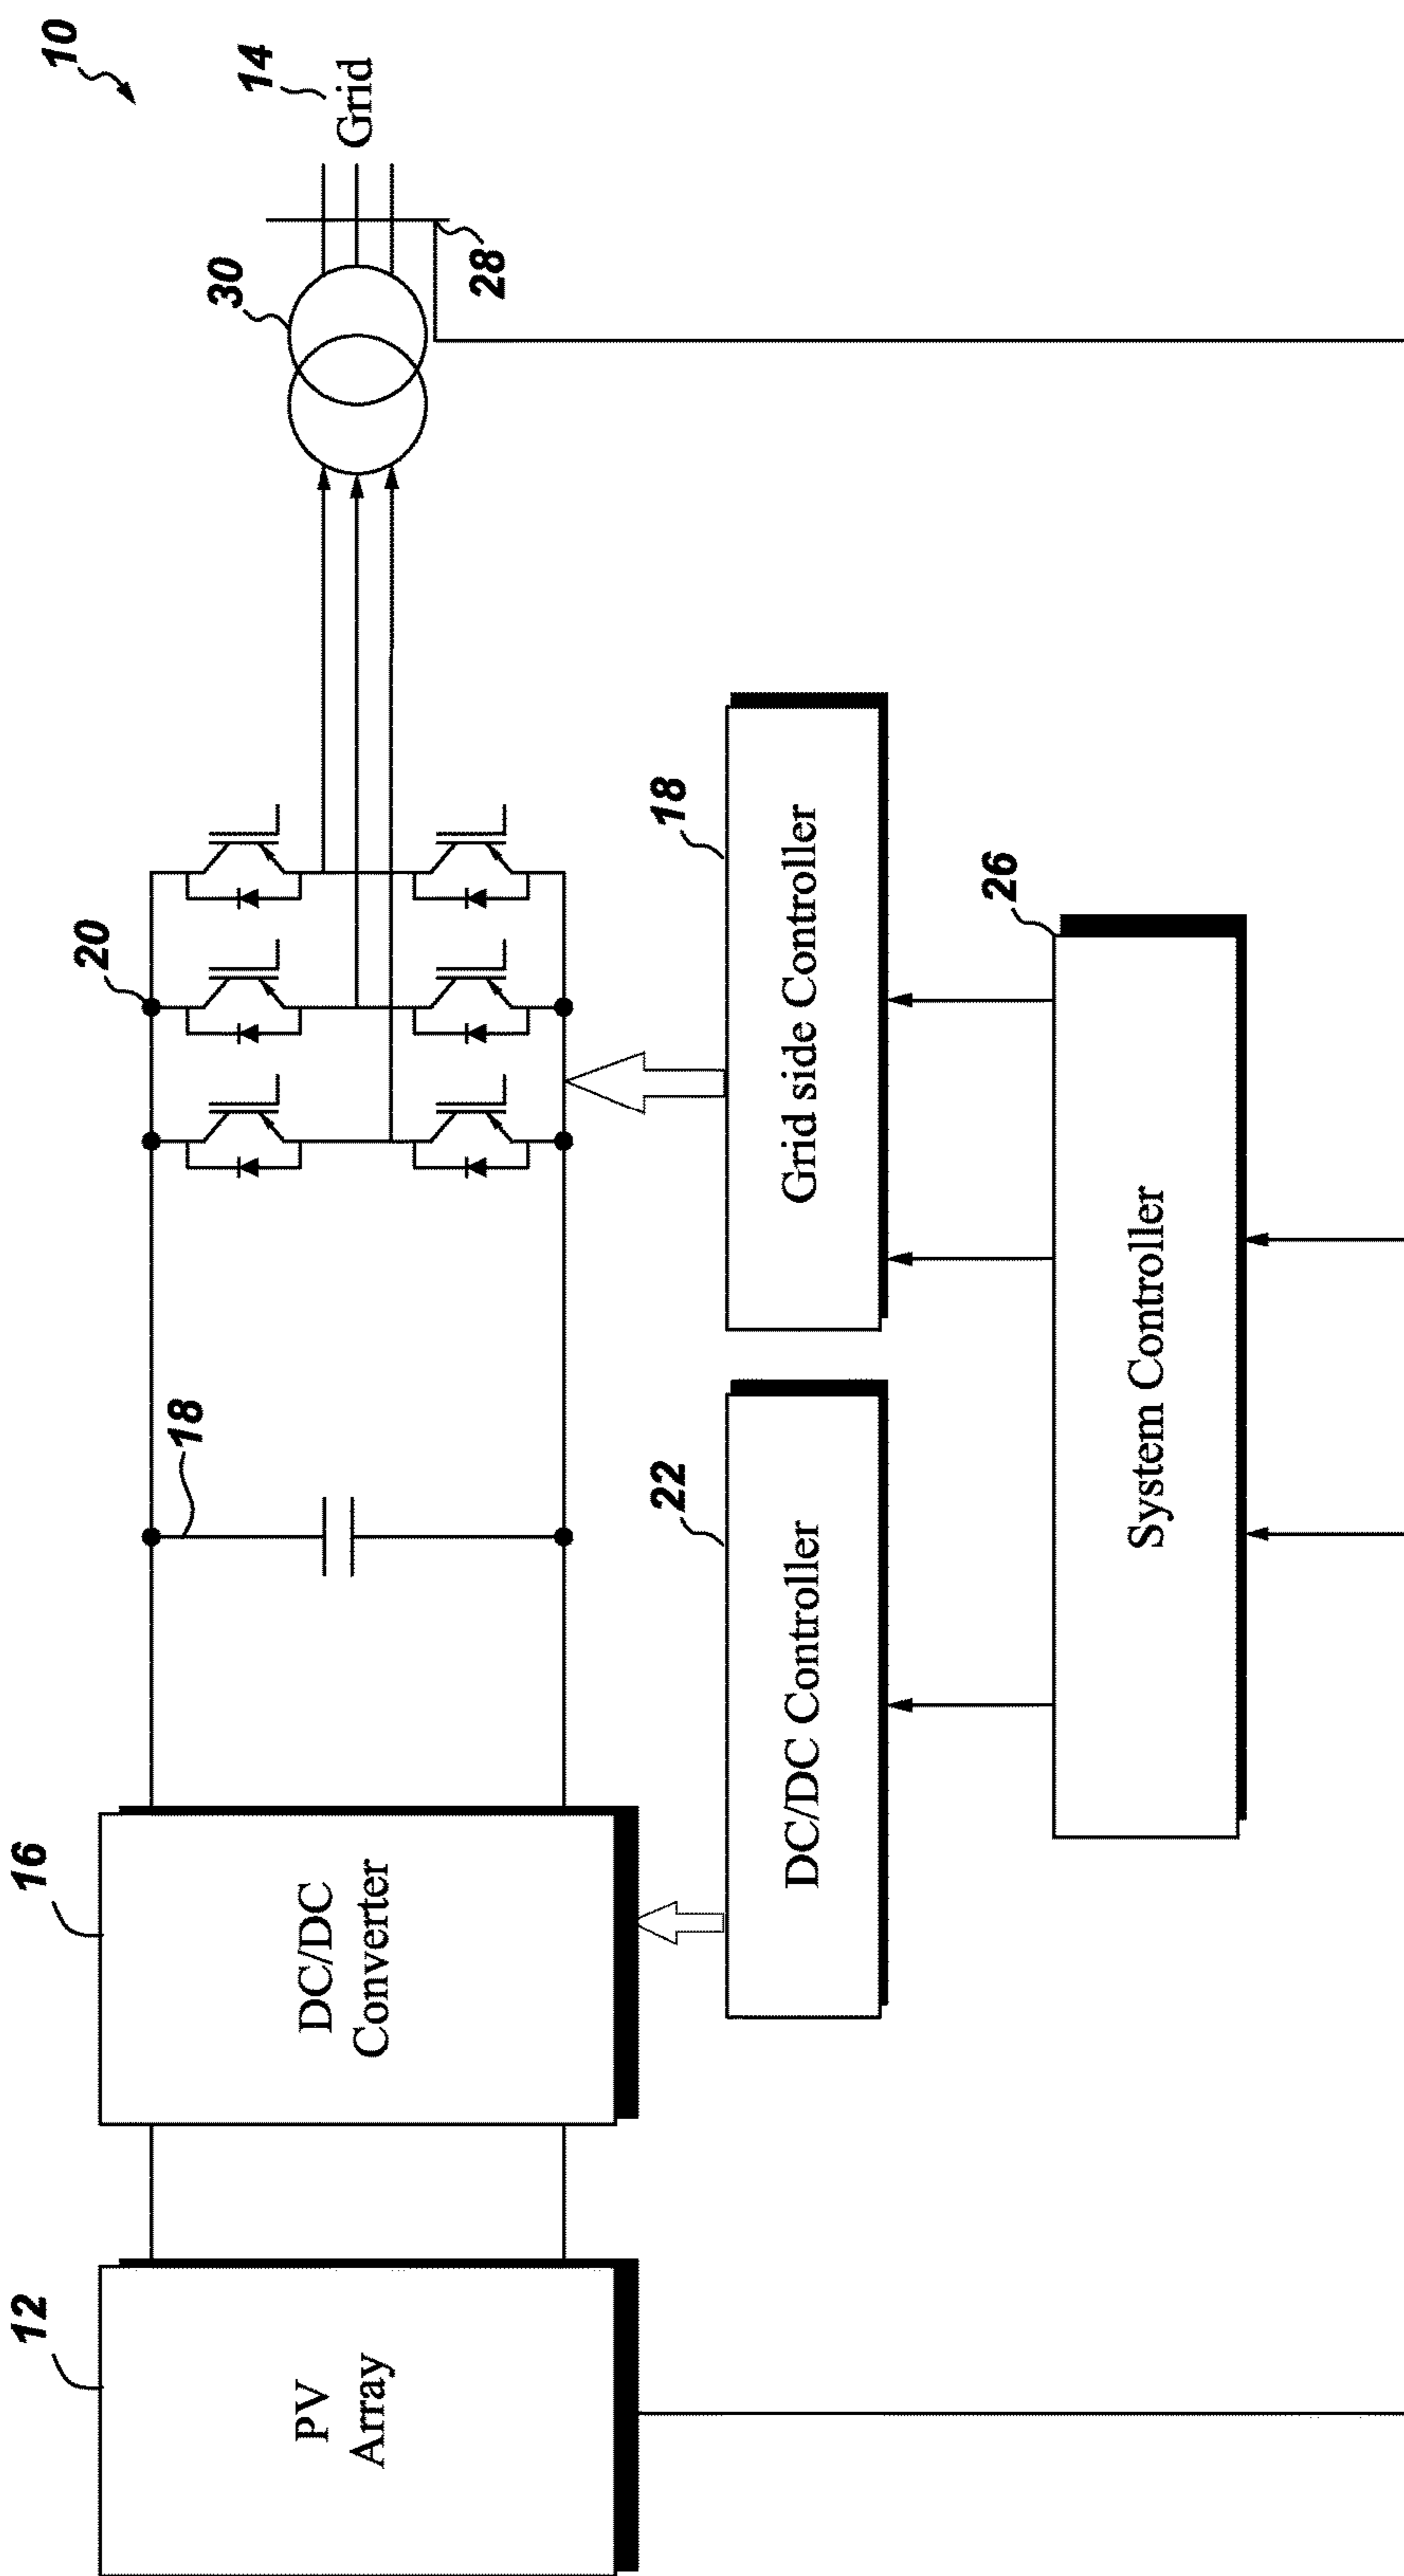 10
14
Grid
30
28
20
18
16
DC/DC
Converter
12
PV
Array
22
DC/DC Controller
18
Grid side Controller
26
System Controller